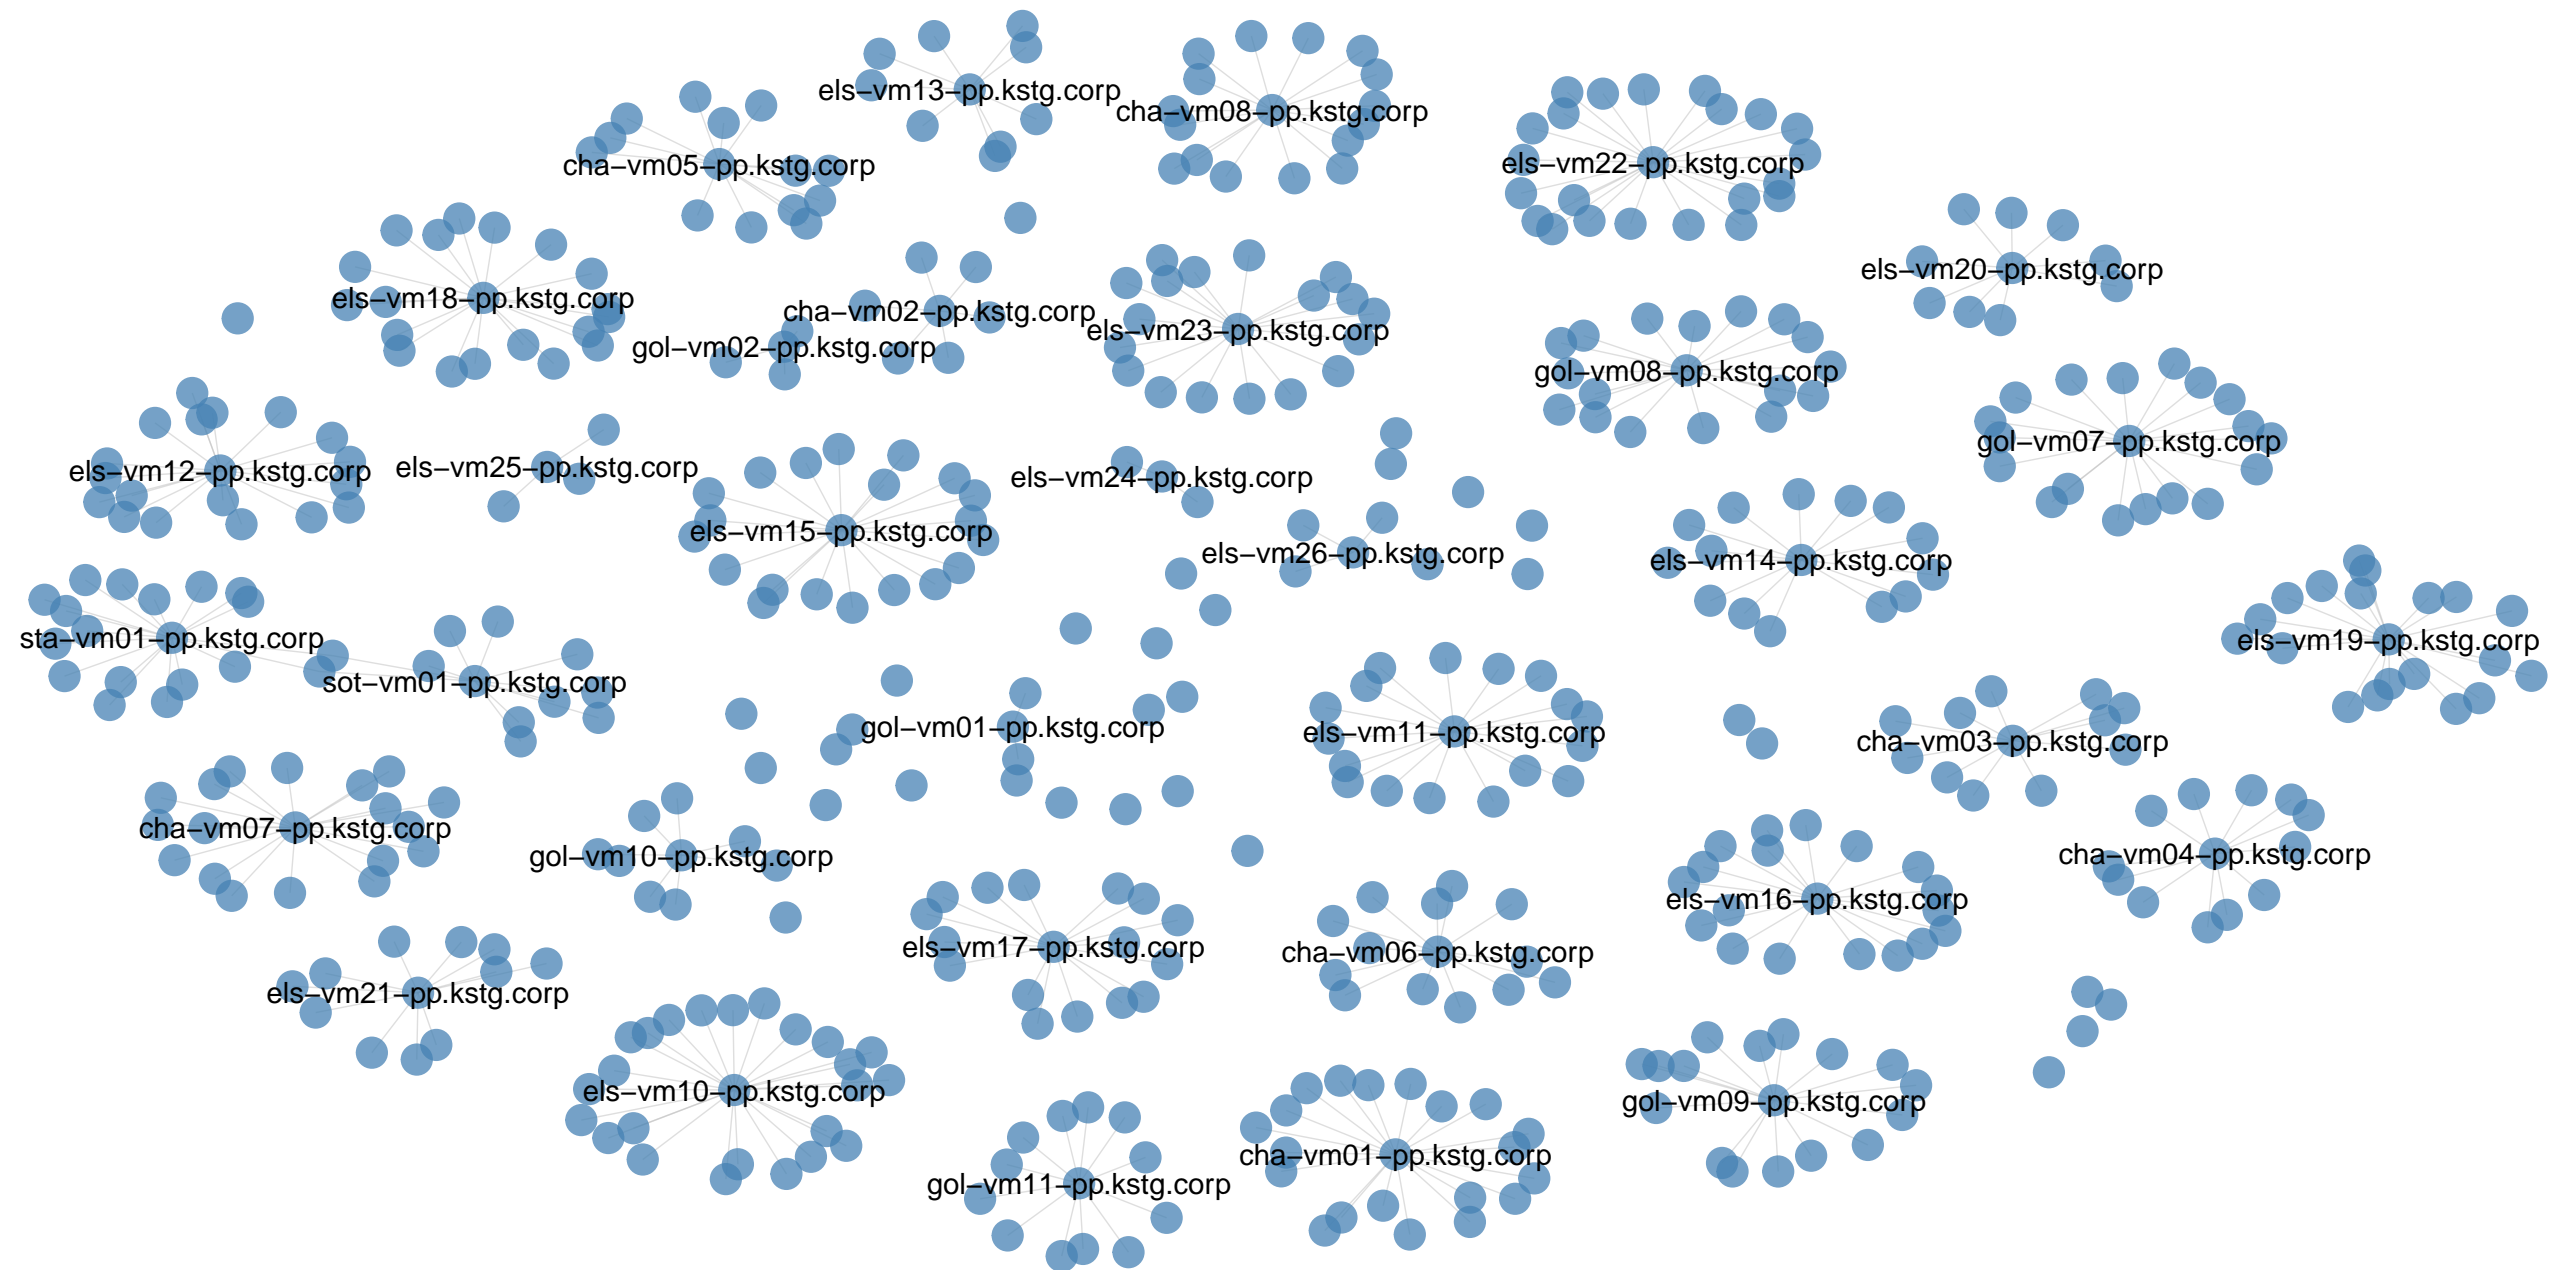 els–vm13–pp.kstg.corp
cha–vm08–pp.kstg.corp
cha–vm05–pp.kstg.corp
els–vm22–pp.kstg.corp
els–vm20–pp.kstg.corp
els–vm18–pp.kstg.corp
cha–vm02–pp.kstg.corp
els–vm23–pp.kstg.corp
gol–vm02–pp.kstg.corp
gol–vm08–pp.kstg.corp
gol–vm07–pp.kstg.corp
els–vm12–pp.kstg.corp
els–vm25–pp.kstg.corp
els–vm24–pp.kstg.corp
els–vm15–pp.kstg.corp
els–vm26–pp.kstg.corp
els–vm14–pp.kstg.corp
sta–vm01–pp.kstg.corp
els–vm19–pp.kstg.corp
sot–vm01–pp.kstg.corp
gol–vm01–pp.kstg.corp
els–vm11–pp.kstg.corp
cha–vm03–pp.kstg.corp
cha–vm07–pp.kstg.corp
gol–vm10–pp.kstg.corp
cha–vm04–pp.kstg.corp
els–vm16–pp.kstg.corp
els–vm17–pp.kstg.corp
cha–vm06–pp.kstg.corp
els–vm21–pp.kstg.corp
els–vm10–pp.kstg.corp
gol–vm09–pp.kstg.corp
cha–vm01–pp.kstg.corp
gol–vm11–pp.kstg.corp